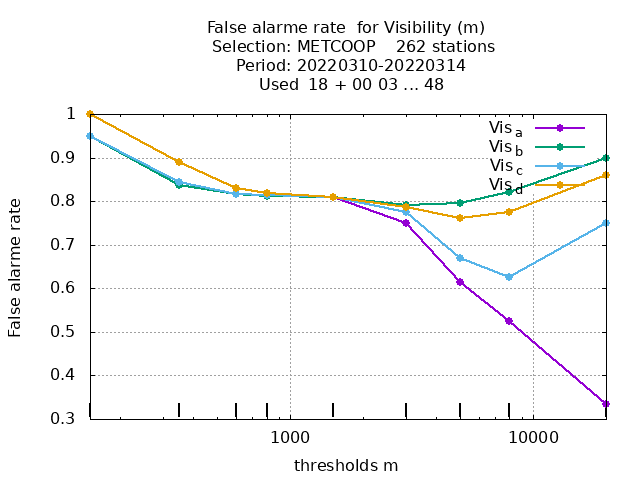 False alarme rate  for Visibility (m)
Selection: METCOOP    262 stations
Period: 20220310-20220314
Used  18 + 00 03 ... 48
Vis a
Vis b
Vis c
Vis d
1
0.9
0.8
0.7
0.6
0.5
0.4
0.3
False alarme rate
1000
10000
thresholds m